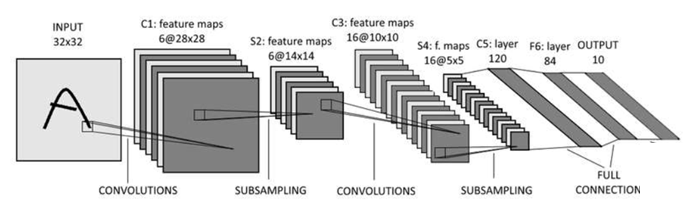 INPUT
32x32
C1: feature maps
6@28x28
S2: feature maps
6@14x14
C3: feature maps
16@10x10
S4: f. maps
16@5x5
C5: layer
120
F6: layer
84
OUTPUT
10
A
CONVOLUTIONS
SUBSAMPLING
CONVOLUTIONS
SUBSAMPLING
FULL
CONNECTION